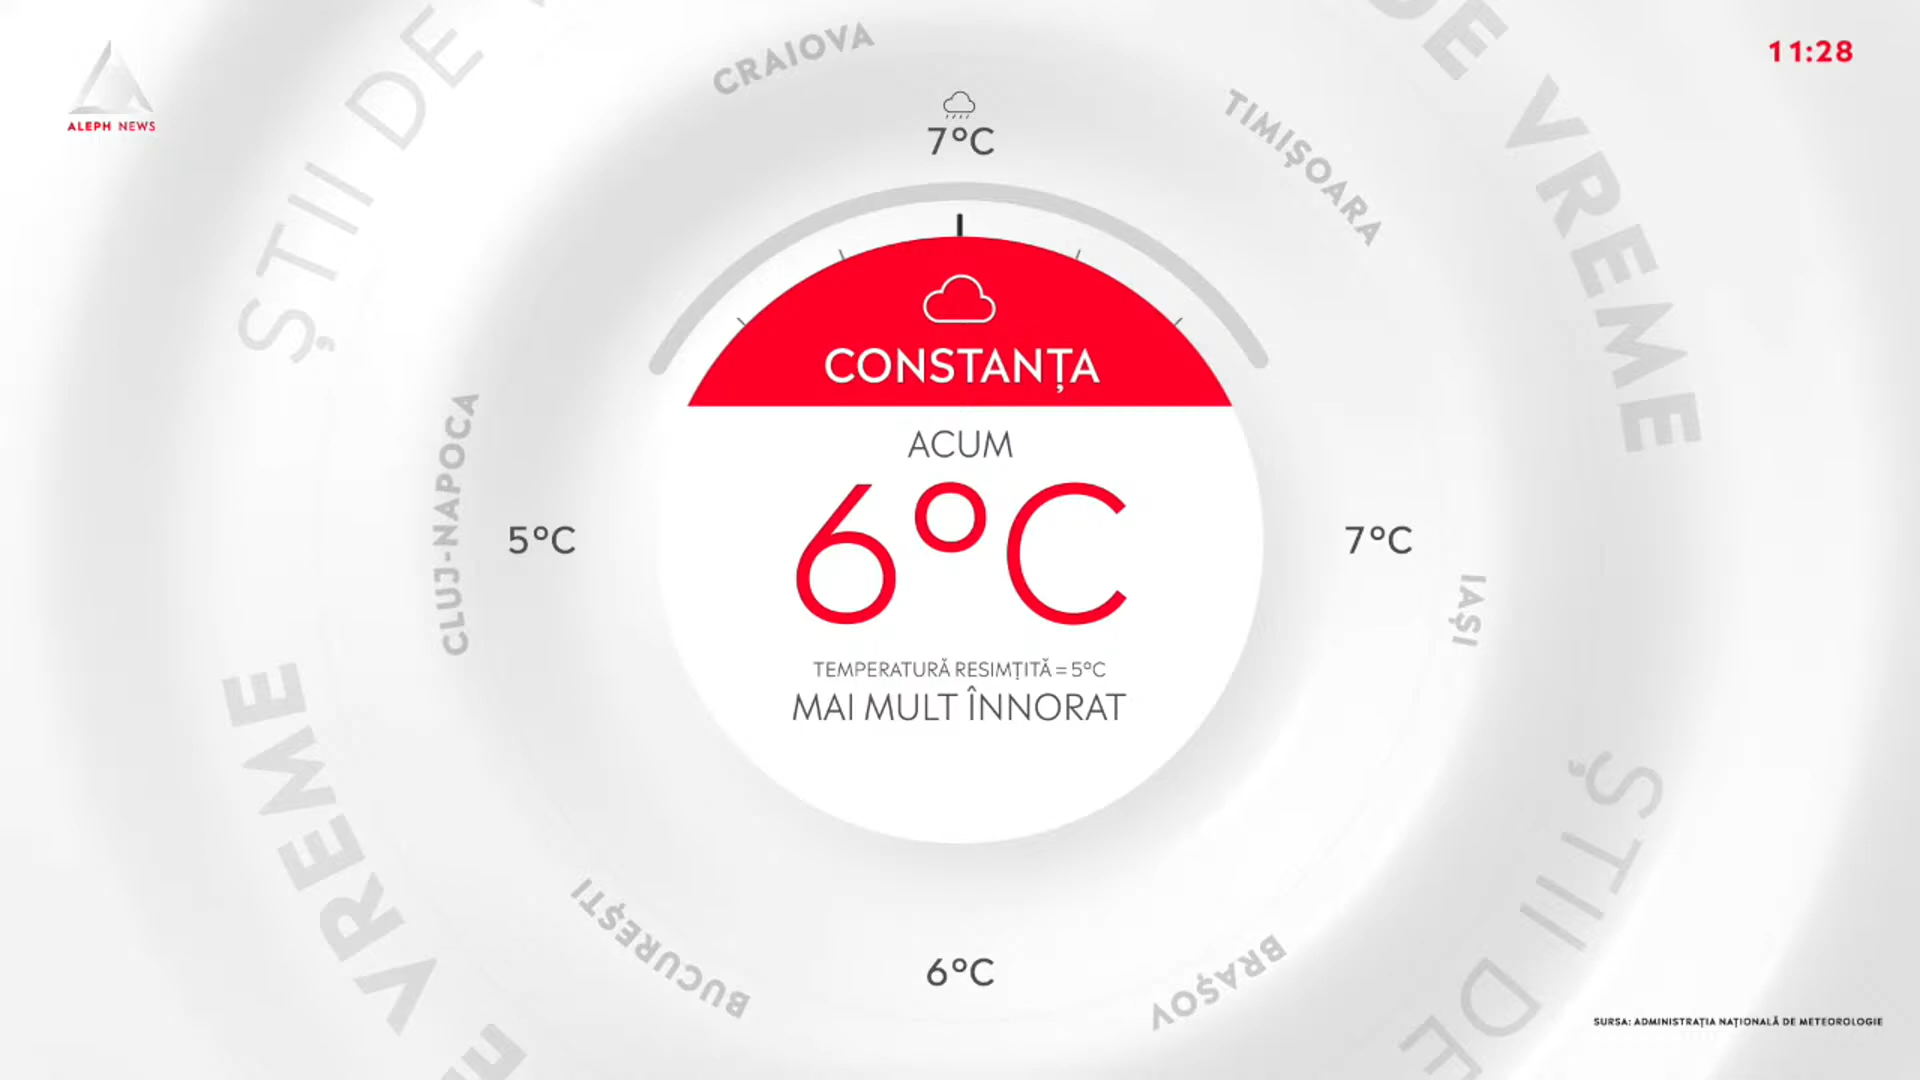 ALEPH NEWS
11:28
ȘTII DE
DE VREME
CRAIOVA
TIMIȘOARA
7°C
CONSTANȚA
ACUM
6°C
TEMPERATURĂ RESIMȚITĂ = 5°C
MAI MULT ÎNNORAT
CLUJ-NAPOCA
5°C
7°C
IAȘI
VREME
BUCUREȘTI
6°C
BRAȘOV
ȘTII DE
SURSA: ADMINISTRAȚIA NAȚIONALĂ DE METEOROLOGIE